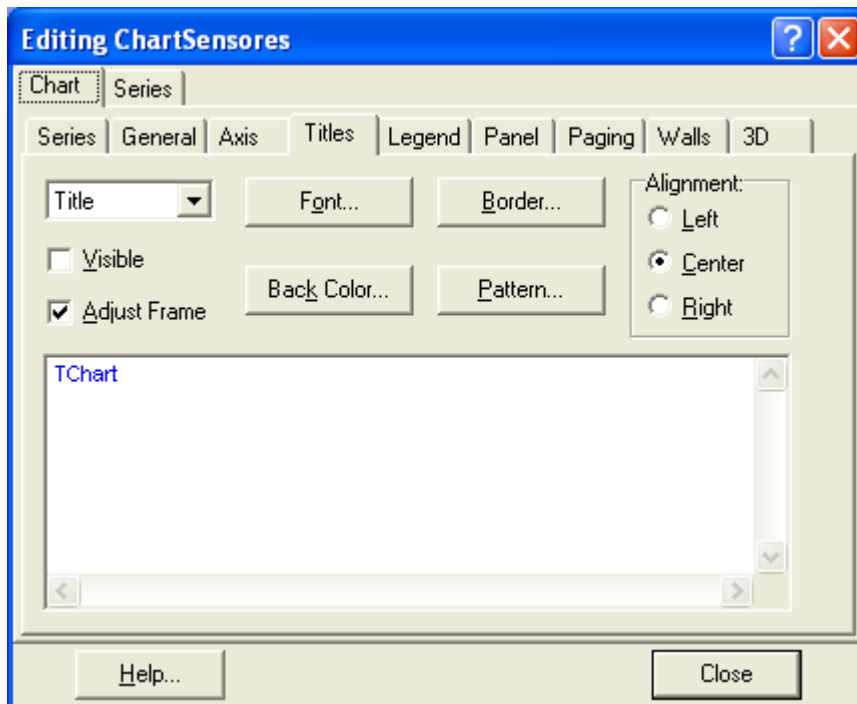 Editing ChartSensores
Chart Series
Series General Axis Titles Legend Panel Paging Walls 3D
Title
Font...
Border...
Alignment:
Left
Visible
Center
Back Color...
Pattern...
Adjust Frame
Right
TChart
Help...
Close